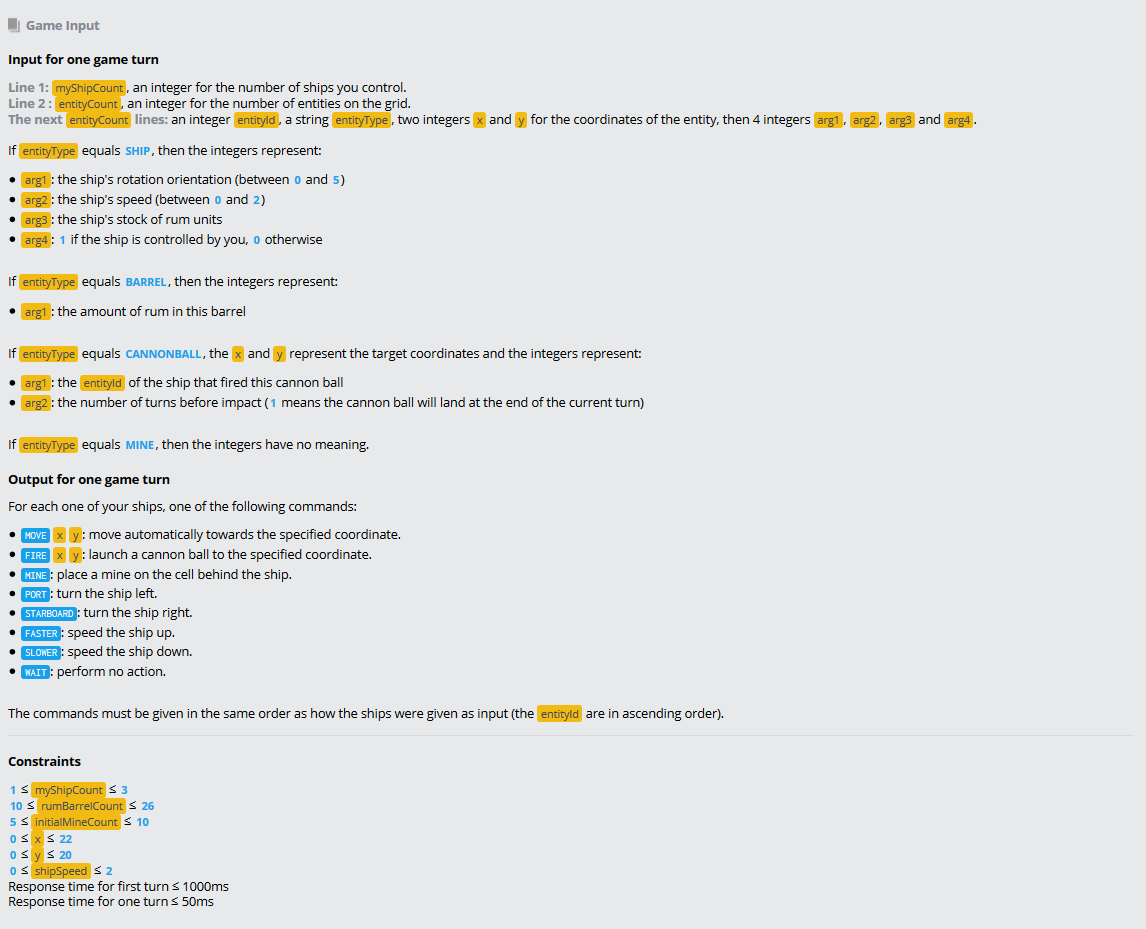 Game Input
Input for one game turn
Line 1: myShipCount, an integer for the number of ships you control.
Line 2 : entityCount, an integer for the number of entities on the grid.
The next entityCount lines: an integer entityId, a string entityType, two integers x and y for the coordinates of the entity, then 4 integers arg1, arg2, arg3 and arg4.
If entityType equals SHIP, then the integers represent:
• arg1: the ship's rotation orientation (between 0 and 5)
• arg2: the ship's speed (between 0 and 2)
• arg3: the ship's stock of rum units
• arg4: 1 if the ship is controlled by you, 0 otherwise
If entityType equals BARREL, then the integers represent:
• arg1: the amount of rum in this barrel
If entityType equals CANNONBALL, the x and y represent the target coordinates and the integers represent:
• arg1: the entityId of the ship that fired this cannon ball
• arg2: the number of turns before impact (1 means the cannon ball will land at the end of the current turn)
If entityType equals MINE, then the integers have no meaning.
Output for one game turn
For each one of your ships, one of the following commands:
• MOVE x y: move automatically towards the specified coordinate.
• FIRE x y: launch a cannon ball to the specified coordinate.
• MINE: place a mine on the cell behind the ship.
• PORT: turn the ship left.
• STARBOARD: turn the ship right.
• FASTER: speed the ship up.
• SLOWER: speed the ship down.
• WAIT: perform no action.
The commands must be given in the same order as how the ships were given as input (the entityId are in ascending order).
Constraints
1 ≤ myShipCount ≤ 3
10 ≤ rumBarrelCount ≤ 26
5 ≤ initialMineCount ≤ 10
0 ≤ x ≤ 22
0 ≤ y ≤ 20
0 ≤ shipSpeed ≤ 2
Response time for first turn ≤ 1000ms
Response time for one turn ≤ 50ms